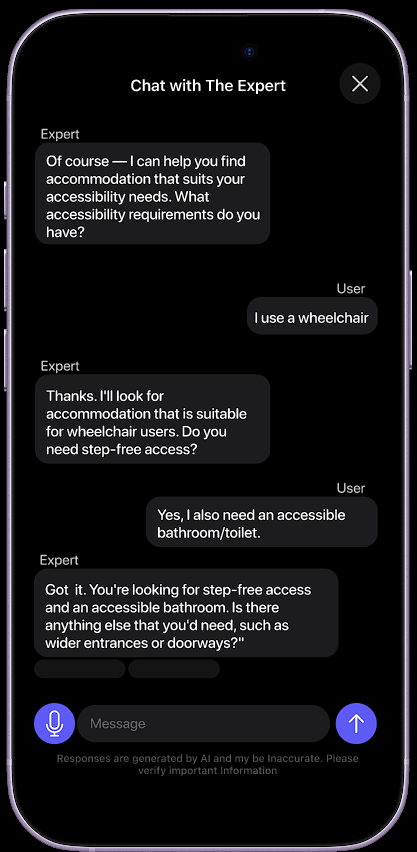 Chat with The Expert
Expert
Of course — I can help you find
accommodation that suits your
accessibility needs. What
accessibility requirements do you
have?
User
I use a wheelchair
Expert
Thanks. I'll look for
accommodation that is suitable
for wheelchair users. Do you
need step-free access?
User
Yes, I also need an accessible
bathroom/toilet.
Expert
Got  it. You're looking for step-free access
and an accessible bathroom. Is there
anything else that you'd need, such as
wider entrances or doorways?"
Message
Responses are generated by AI and my be Inaccurate. Please
verify important Information